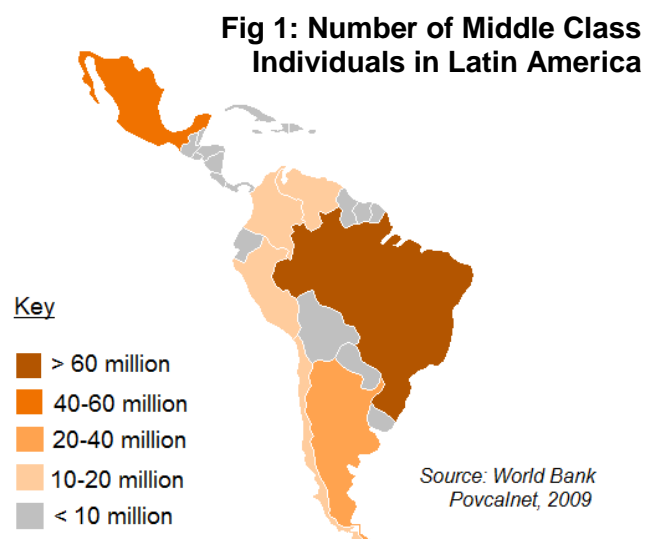 Fig 1: Number of Middle Class
Individuals in Latin America
Key
> 60 million
40-60 million
20-40 million
10-20 million
< 10 million
Source: World Bank
Povcalnet, 2009